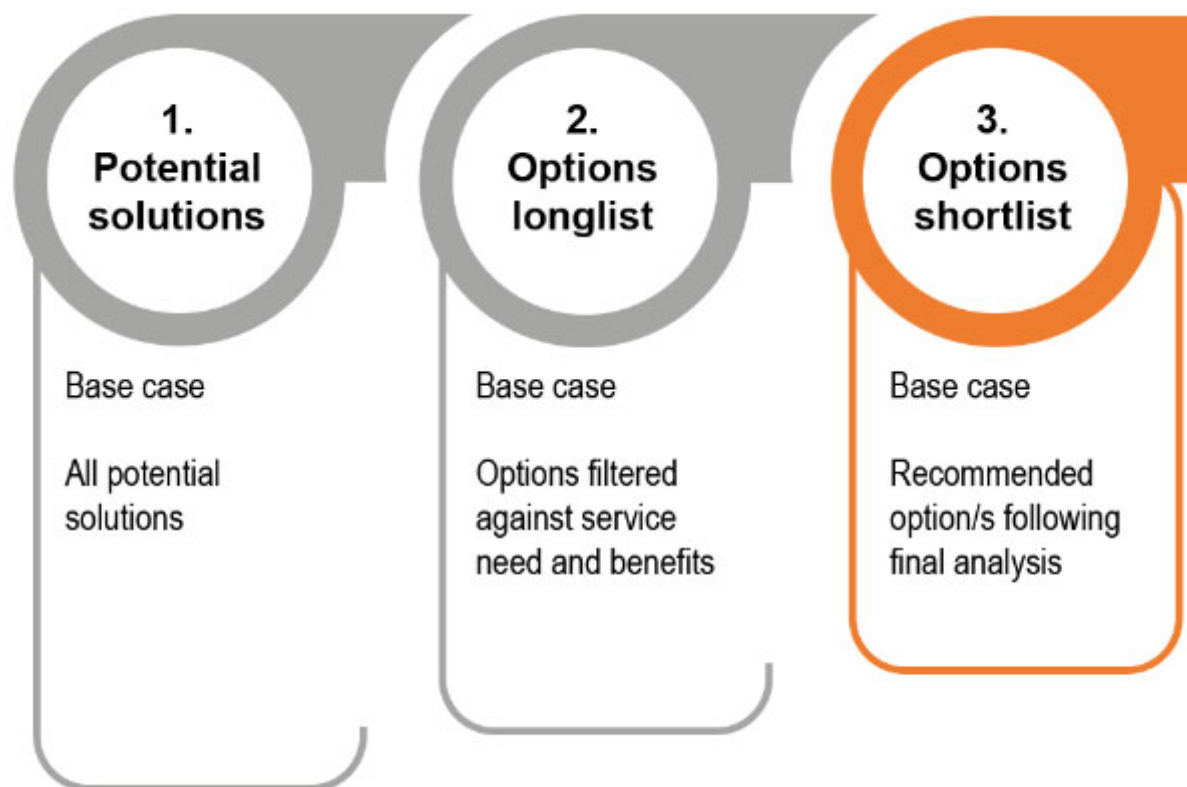 1.
Potential
solutions
Base case
All potential
solutions
2.
Options
longlist
Base case
Options filtered
against service
need and benefits
3.
Options
shortlist
Base case
Recommended
option/s following
final analysis